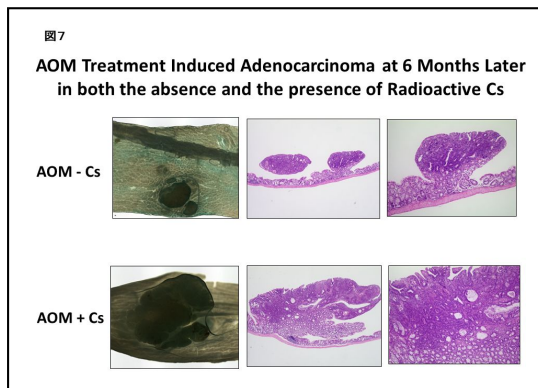 図7
AOM Treatment Induced Adenocarcinoma at 6 Months Later
in both the absence and the presence of Radioactive Cs
AOM - Cs
AOM + Cs